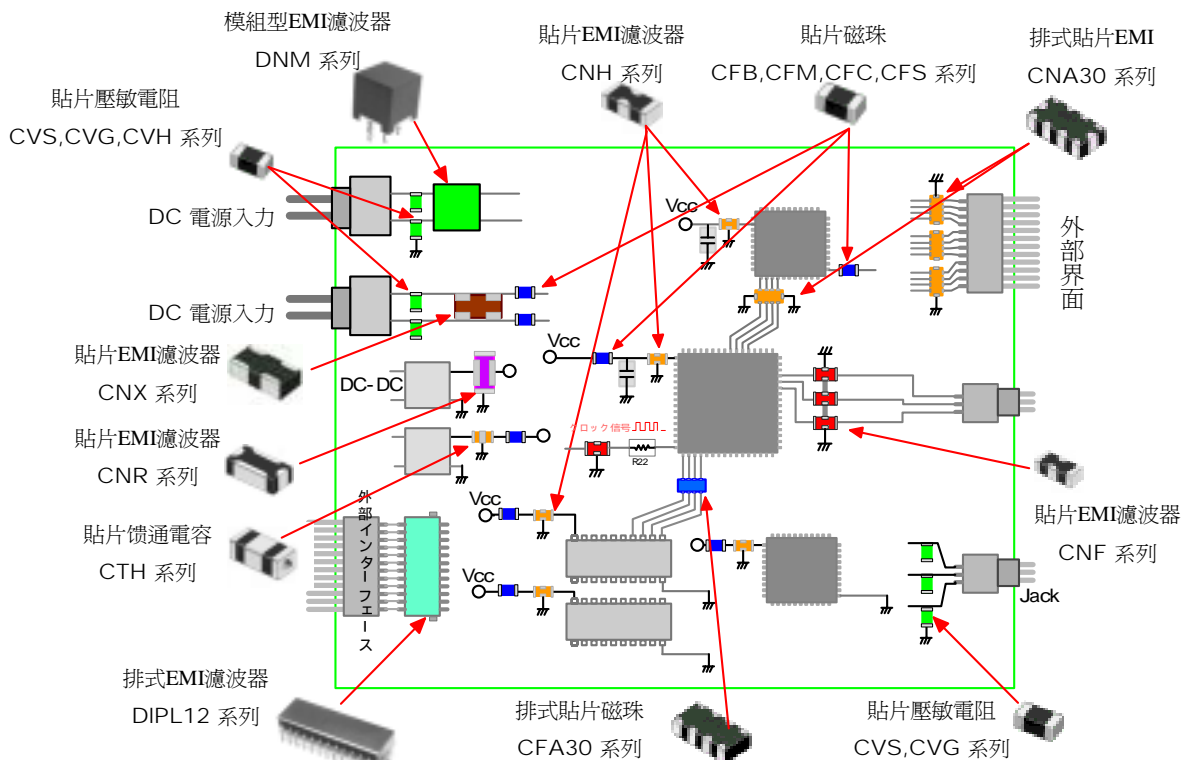 模組型EMI濾波器
DNM 系列
貼片EMI濾波器
CNH 系列
貼片磁珠
CFB,CFM,CFC,CFS 系列
排式貼片EMI
CNA30 系列
貼片壓敏電阻
CVS,CVG,CVH 系列
DC 電源入力
Vcc
外部界面
DC 電源入力
Vcc
貼片EMI濾波器
CNX 系列
DC-DC
クロック信号
R22
貼片EMI濾波器
CNR 系列
Vcc
外部インターフェース
貼片EMI濾波器
CNF 系列
貼片馈通電容
CTH 系列
Vcc
Jack
排式EMI濾波器
DIPL12 系列
排式貼片磁珠
CFA30 系列
貼片壓敏電阻
CVS,CVG 系列